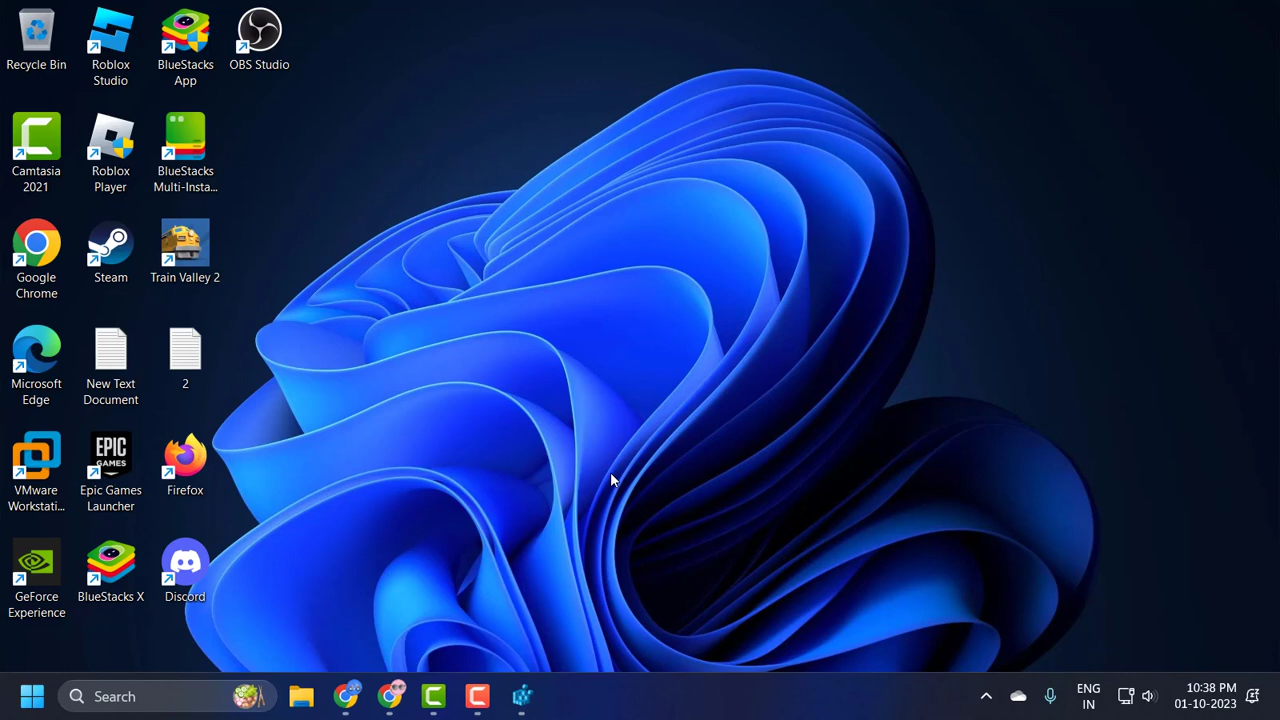 Recycle Bin
Roblox
Studio
BlueStacks
App
OBS Studio
Camtasia
2021
Roblox
Player
BlueStacks
Multi-Insta...
Google
Chrome
Steam
Train Valley 2
Microsoft
Edge
New Text
Document
2
VMware
Workstati...
EPIC
GAMES
Epic Games
Launcher
Firefox
GeForce
Experience
BlueStacks X
Discord
Search
ENG
IN
10:38 PM
01-10-2023